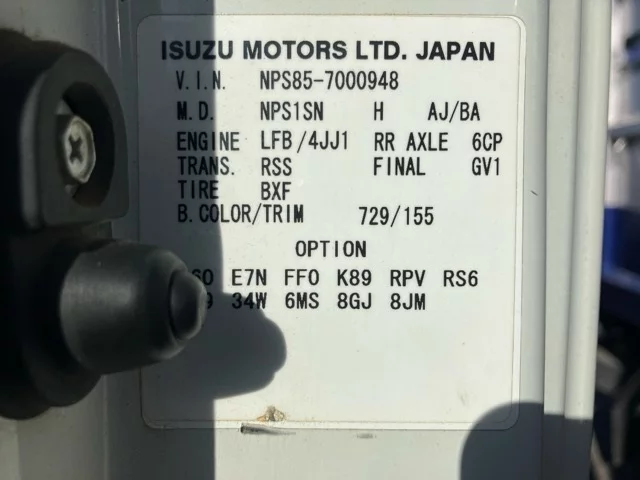 ISUZU MOTORS LTD. JAPAN
V.I.N. NPS85-7000948
M.D. NPS1SN H AJ/BA
ENGINE LFB/4JJ1 RR AXLE 6CP
TRANS. RSS FINAL GV1
TIRE BXF
B.COLOR/TRIM 729/155
OPTION
E7N FF0 K89 RPV RS6
34W 6MS 8GJ 8JM